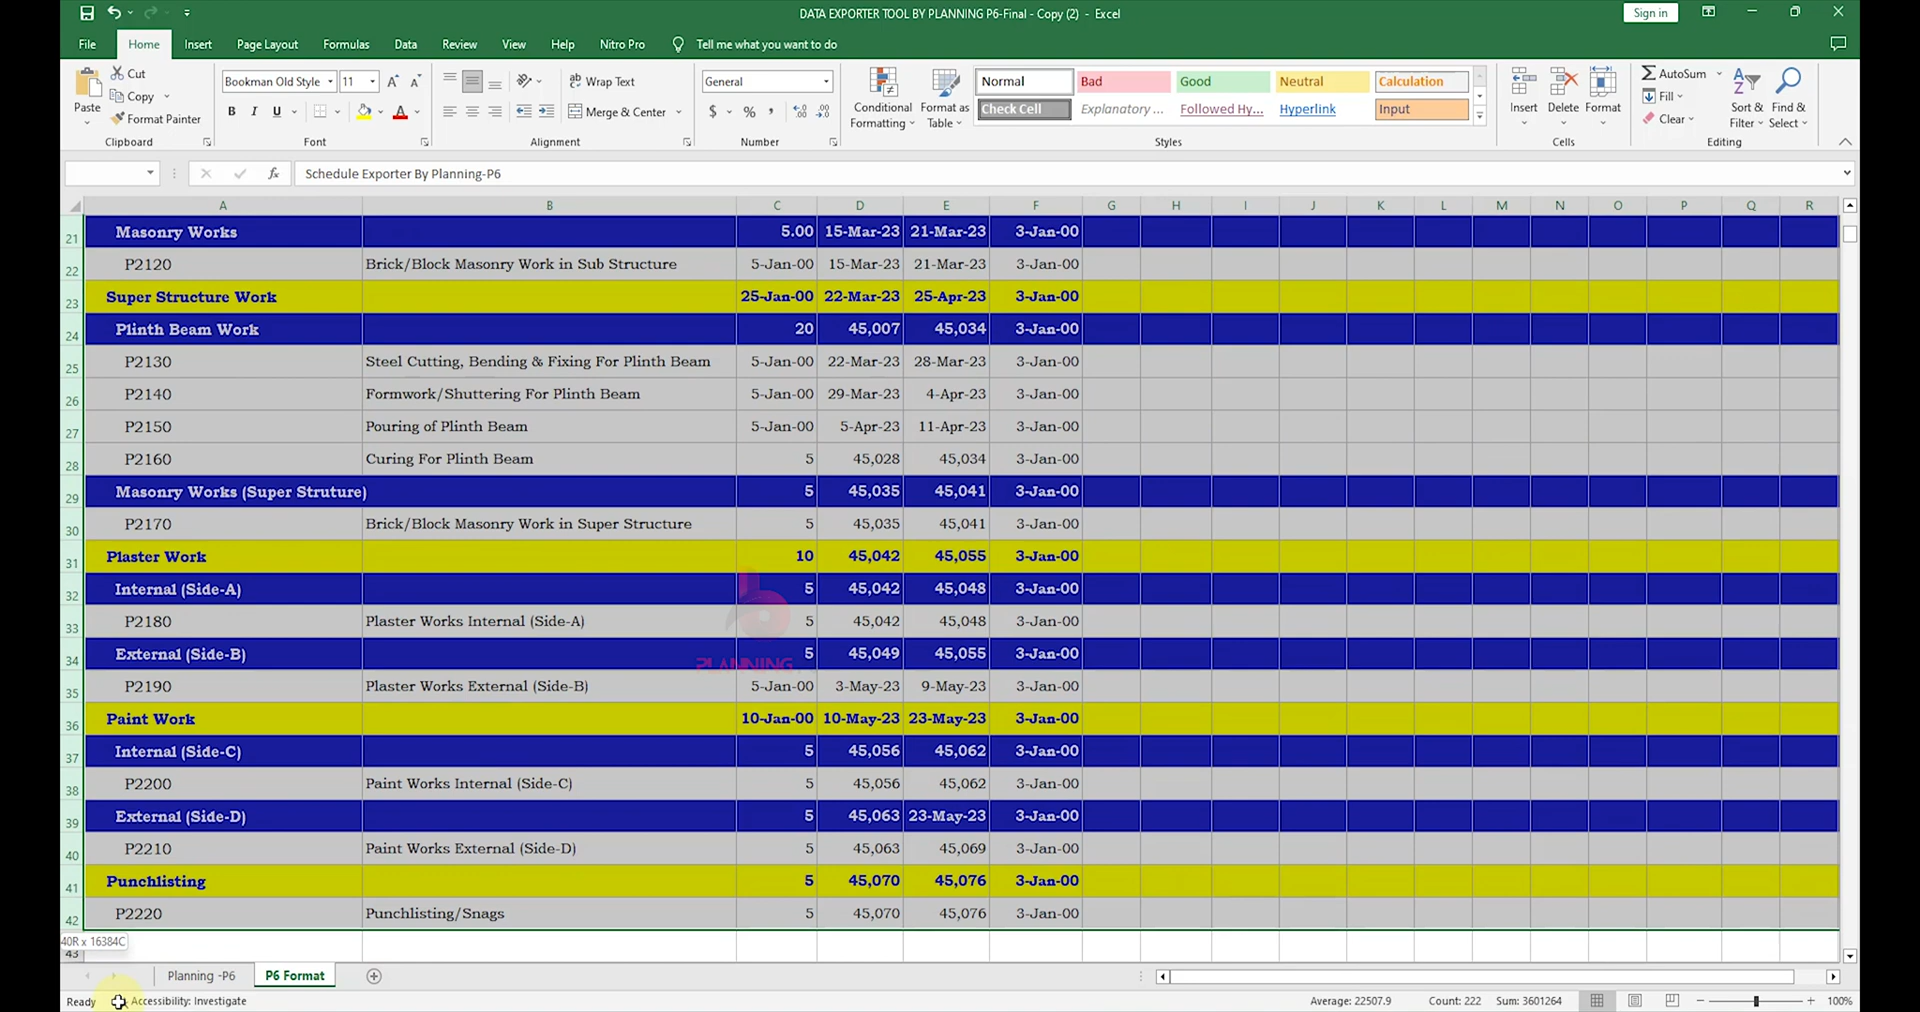 DATA EXPORTER TOOL BY PLANNING P6-Final - Copy (2) - Excel
Sign in
File Home Insert Page Layout Formulas Data Review View Help Nitro Pro Tell me what you want to do
Paste
Cut
Copy
Format Painter
Clipboard
Bookman Old Style 11
B I U
Font
Wrap Text
Merge & Center
Alignment
General
$ % ,
Number
Conditional Formatting
Format as Table
Normal Bad Good Neutral Calculation
Check Cell Explanatory ... Followed Hy... Hyperlink Input
Styles
Insert Delete Format
Cells
AutoSum
Fill
Clear
Sort & Filter
Find & Select
Editing
fx Schedule Exporter By Planning-P6
A B C D E F G H I J K L M N O P Q R
21 Masonry Works 5.00 15-Mar-23 21-Mar-23 3-Jan-00
22 P2120 Brick/Block Masonry Work in Sub Structure 5-Jan-00 15-Mar-23 21-Mar-23 3-Jan-00
23 Super Structure Work 25-Jan-00 22-Mar-23 25-Apr-23 3-Jan-00
24 Plinth Beam Work 20 45,007 45,034 3-Jan-00
25 P2130 Steel Cutting, Bending & Fixing For Plinth Beam 5-Jan-00 22-Mar-23 28-Mar-23 3-Jan-00
26 P2140 Formwork/Shuttering For Plinth Beam 5-Jan-00 29-Mar-23 4-Apr-23 3-Jan-00
27 P2150 Pouring of Plinth Beam 5-Jan-00 5-Apr-23 11-Apr-23 3-Jan-00
28 P2160 Curing For Plinth Beam 5 45,028 45,034 3-Jan-00
29 Masonry Works (Super Struture) 5 45,035 45,041 3-Jan-00
30 P2170 Brick/Block Masonry Work in Super Structure 5 45,035 45,041 3-Jan-00
31 Plaster Work 10 45,042 45,055 3-Jan-00
32 Internal (Side-A) 5 45,042 45,048 3-Jan-00
33 P2180 Plaster Works Internal (Side-A) 5 45,042 45,048 3-Jan-00
34 External (Side-B) 5 45,049 45,055 3-Jan-00
PLANNING
35 P2190 Plaster Works External (Side-B) 5-Jan-00 3-May-23 9-May-23 3-Jan-00
36 Paint Work 10-Jan-00 10-May-23 23-May-23 3-Jan-00
37 Internal (Side-C) 5 45,056 45,062 3-Jan-00
38 P2200 Paint Works Internal (Side-C) 5 45,056 45,062 3-Jan-00
39 External (Side-D) 5 45,063 23-May-23 3-Jan-00
40 P2210 Paint Works External (Side-D) 5 45,063 45,069 3-Jan-00
41 Punchlisting 5 45,070 45,076 3-Jan-00
42 P2220 Punchlisting/Snags 5 45,070 45,076 3-Jan-00
40R x 16384C
43
Planning -P6 P6 Format
Ready Accessibility: Investigate Average: 22507.9 Count: 222 Sum: 3601264 100%